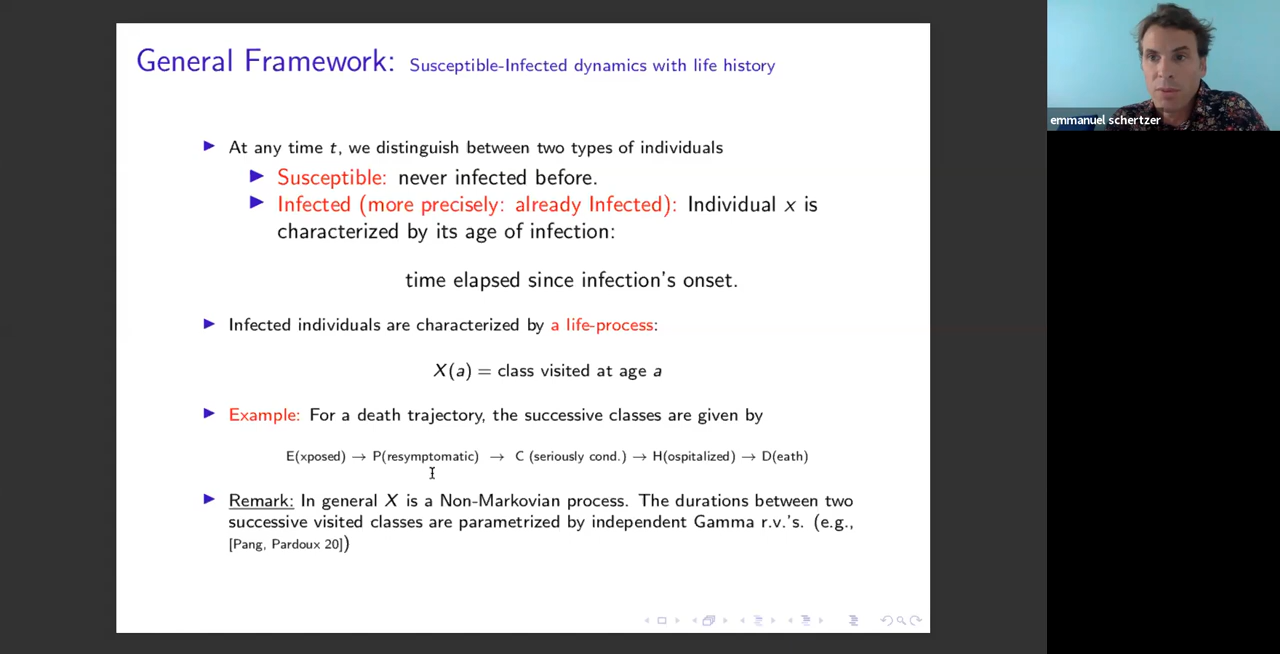 General Framework: Susceptible-Infected dynamics with life history
emmanuel schertzer
At any time t, we distinguish between two types of individuals
Susceptible: never infected before.
Infected (more precisely: already Infected): Individual x is
characterized by its age of infection:
time elapsed since infection's onset.
Infected individuals are characterized by a life-process:
X(a) = class visited at age a
Example: For a death trajectory, the successive classes are given by
E(xposed) → P(resymptomatic) → C (seriously cond.) → H(ospitalized) → D(eath)
Remark: In general X is a Non-Markovian process. The durations between two
successive visited classes are parametrized by independent Gamma r.v.'s. (e.g.,
[Pang, Pardoux 20])